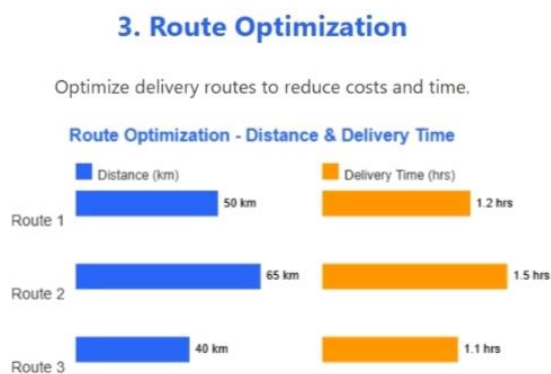 3. Route Optimization
Optimize delivery routes to reduce costs and time.
Route Optimization - Distance & Delivery Time
Distance (km) Delivery Time (hrs)
50 km 1.2 hrs
Route 1
65 km 1.5 hrs
Route 2
40 km 1.1 hrs
Route 3